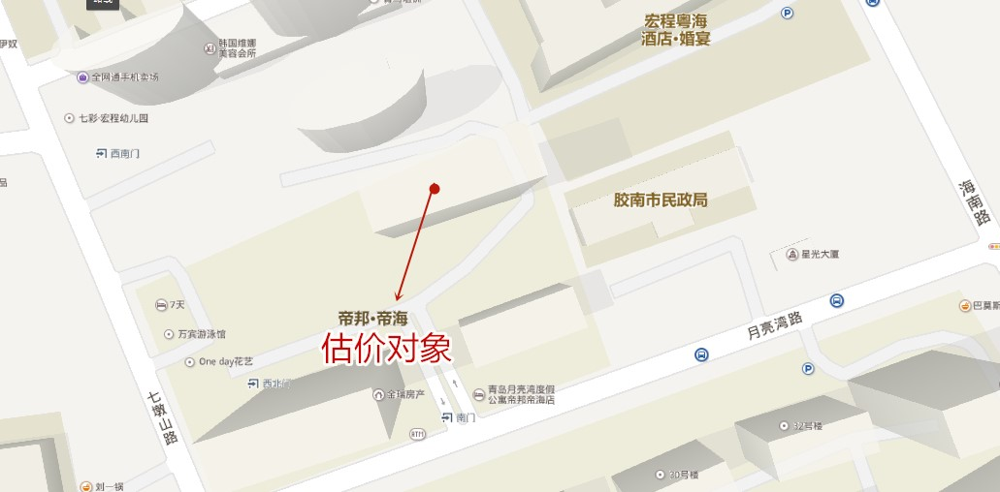 宏程粤海
酒店·婚宴
P
韩国维娜
美容会所
全网通手机卖场
七彩·宏程幼儿园
西南门
胶南市民政局
海南路
星光大厦
7天
帝邦·帝海
估价对象
万宾游泳馆
月亮湾路
巴莫斯
One day花艺
P
西北门
金瑞房产
青岛月亮湾度假
公寓帝邦帝海店
七墩山路
南门
BTM
32号楼
30号楼
刘一锅